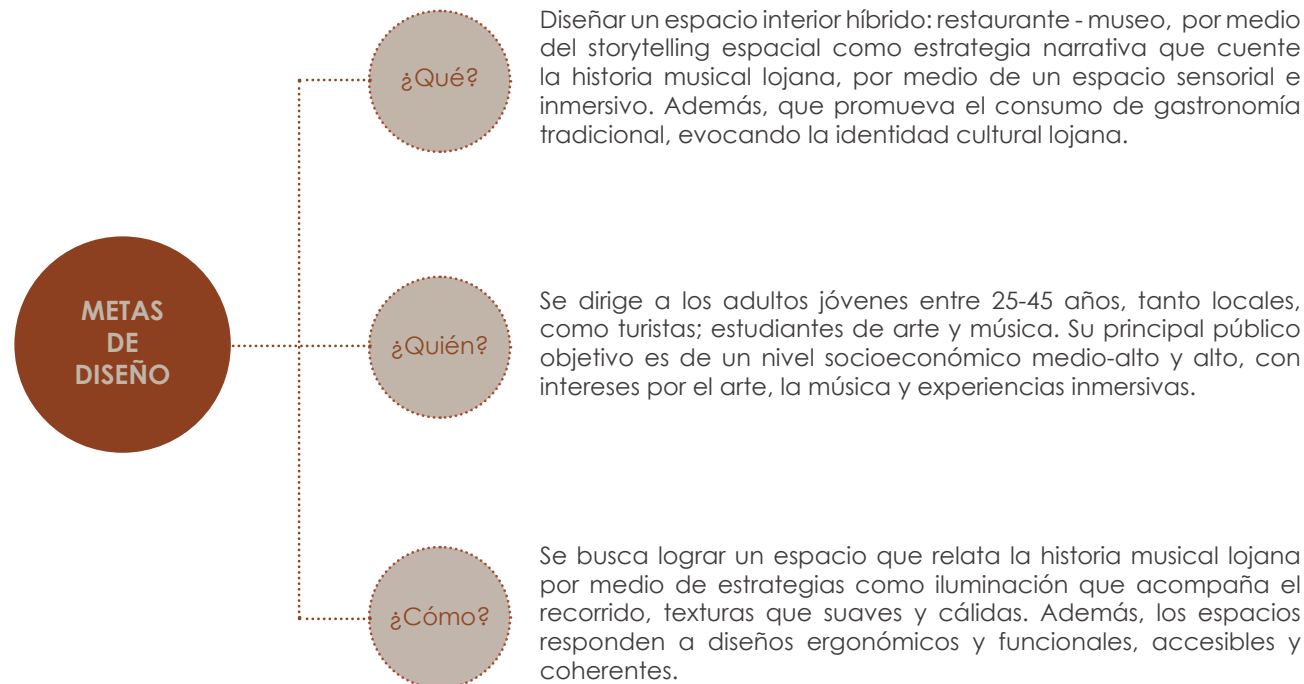 METAS
DE
DISEÑO
¿Qué?
Diseñar un espacio interior híbrido: restaurante - museo, por medio
del storytelling espacial como estrategia narrativa que cuente
la historia musical lojana, por medio de un espacio sensorial e
inmersivo. Además, que promueva el consumo de gastronomía
tradicional, evocando la identidad cultural lojana.
¿Quién?
Se dirige a los adultos jóvenes entre 25-45 años, tanto locales,
como turistas; estudiantes de arte y música. Su principal público
objetivo es de un nivel socioeconómico medio-alto y alto, con
intereses por el arte, la música y experiencias inmersivas.
¿Cómo?
Se busca lograr un espacio que relata la historia musical lojana
por medio de estrategias como iluminación que acompaña el
recorrido, texturas que suaves y cálidas. Además, los espacios
responden a diseños ergonómicos y funcionales, accesibles y
coherentes.